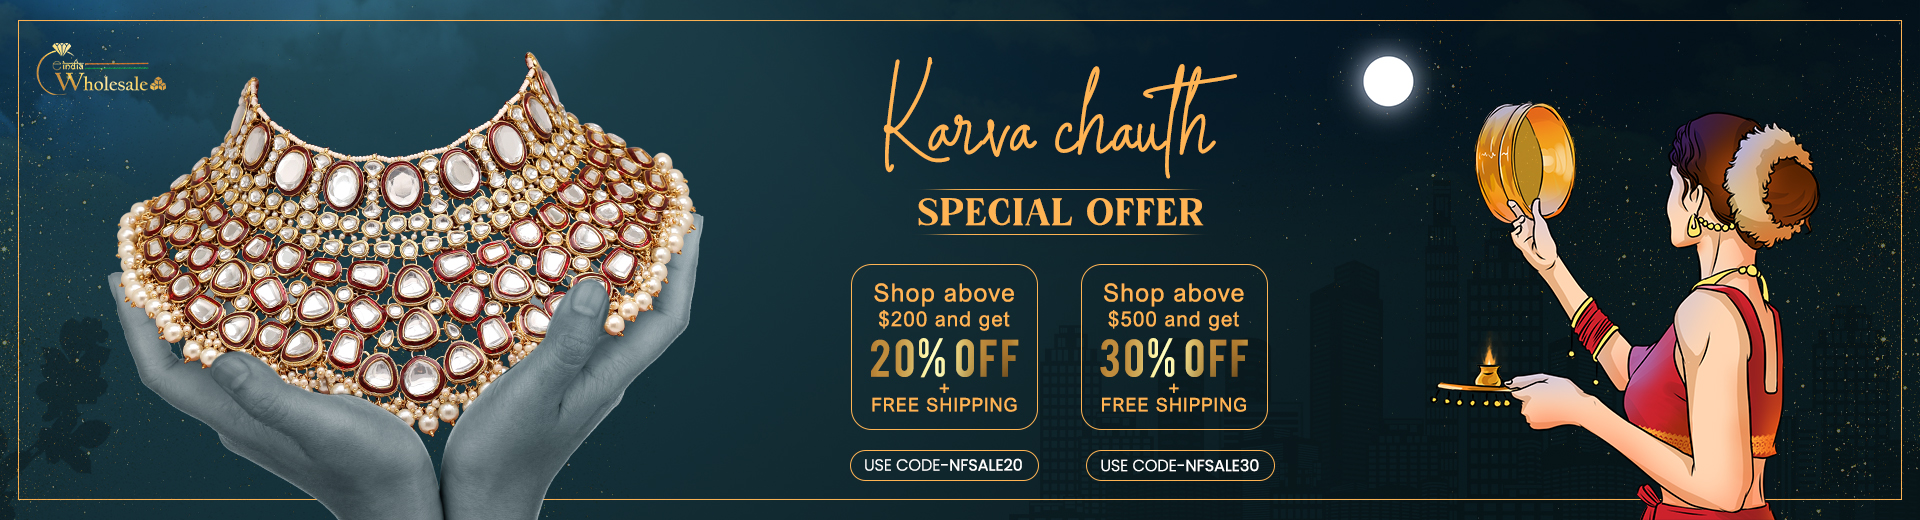 eindia
Wholesale
Karva chauth
SPECIAL OFFER
Shop above
$200 and get
20% OFF
+
FREE SHIPPING
USE CODE-NFSALE20
Shop above
$500 and get
30% OFF
+
FREE SHIPPING
USE CODE-NFSALE30